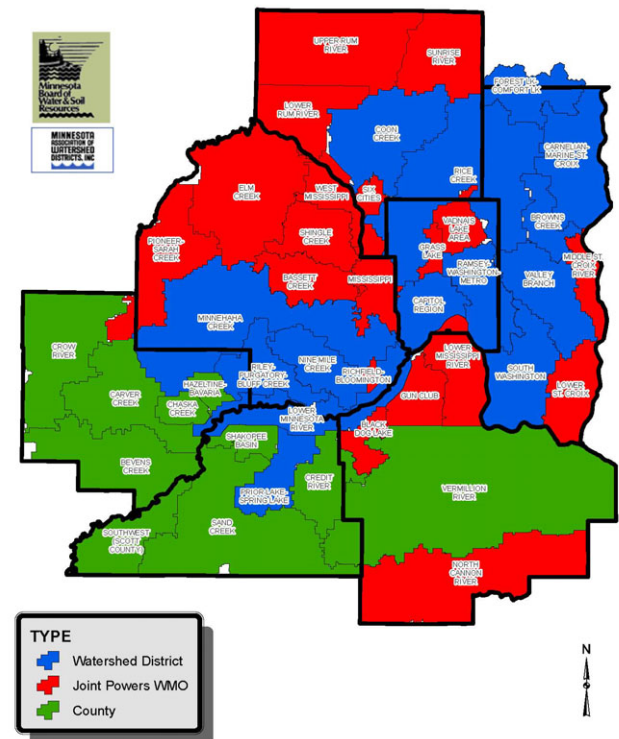 UPPER RUM
RIVER
SUNRISE
RIVER
Minnesota
Board of
Water & Soil
Resources
MINNESOTA
ASSOCIATION OF
WATERSHED
DISTRICTS, INC
FOREST LK-
COMFORT LK
LOWER
RUM RIVER
COON
CREEK
CARNELIAN-
MARINE-ST.
CROIX
RICE
CREEK
ELM
CREEK
WEST
MISSISSIPPI
SIX
CITIES
BROWNS
CREEK
VADNAIS
LAKE
AREA
SHINGLE
CREEK
PIONEER-
SARAH
CREEK
GRASS
LAKE
RAMSEY-
WASHINGTON-
METRO
MIDDLE ST.
CROIX
RIVER
BASSETT
CREEK
MISSISSIPPI
VALLEY
BRANCH
CAPITOL
REGION
MINNEHAHA
CREEK
CROW
RIVER
LOWER
MISSISSIPPI
RIVER
NINE MILE
CREEK
RILEY-
PURGATORY-
BLUFF CREEK
RICHFIELD-
BLOOMINGTON
SOUTH
WASHINGTON
HAZELTINE-
BAVARIA
CARVER
CREEK
CHASKA
CREEK
GUN CLUB
LOWER
ST. CROIX
LOWER
MINNESOTA
RIVER
BLACK
DOG LAKE
SHAKOPEE
BASIN
BEVENS
CREEK
CREDIT
RIVER
PRIOR LAKE-
SPRING LAKE
VERMILLION
RIVER
SAND
CREEK
SOUTHWEST
(SCOTT
COUNTY)
NORTH
CANNON
RIVER
TYPE
Watershed District
Joint Powers WMO
County
N